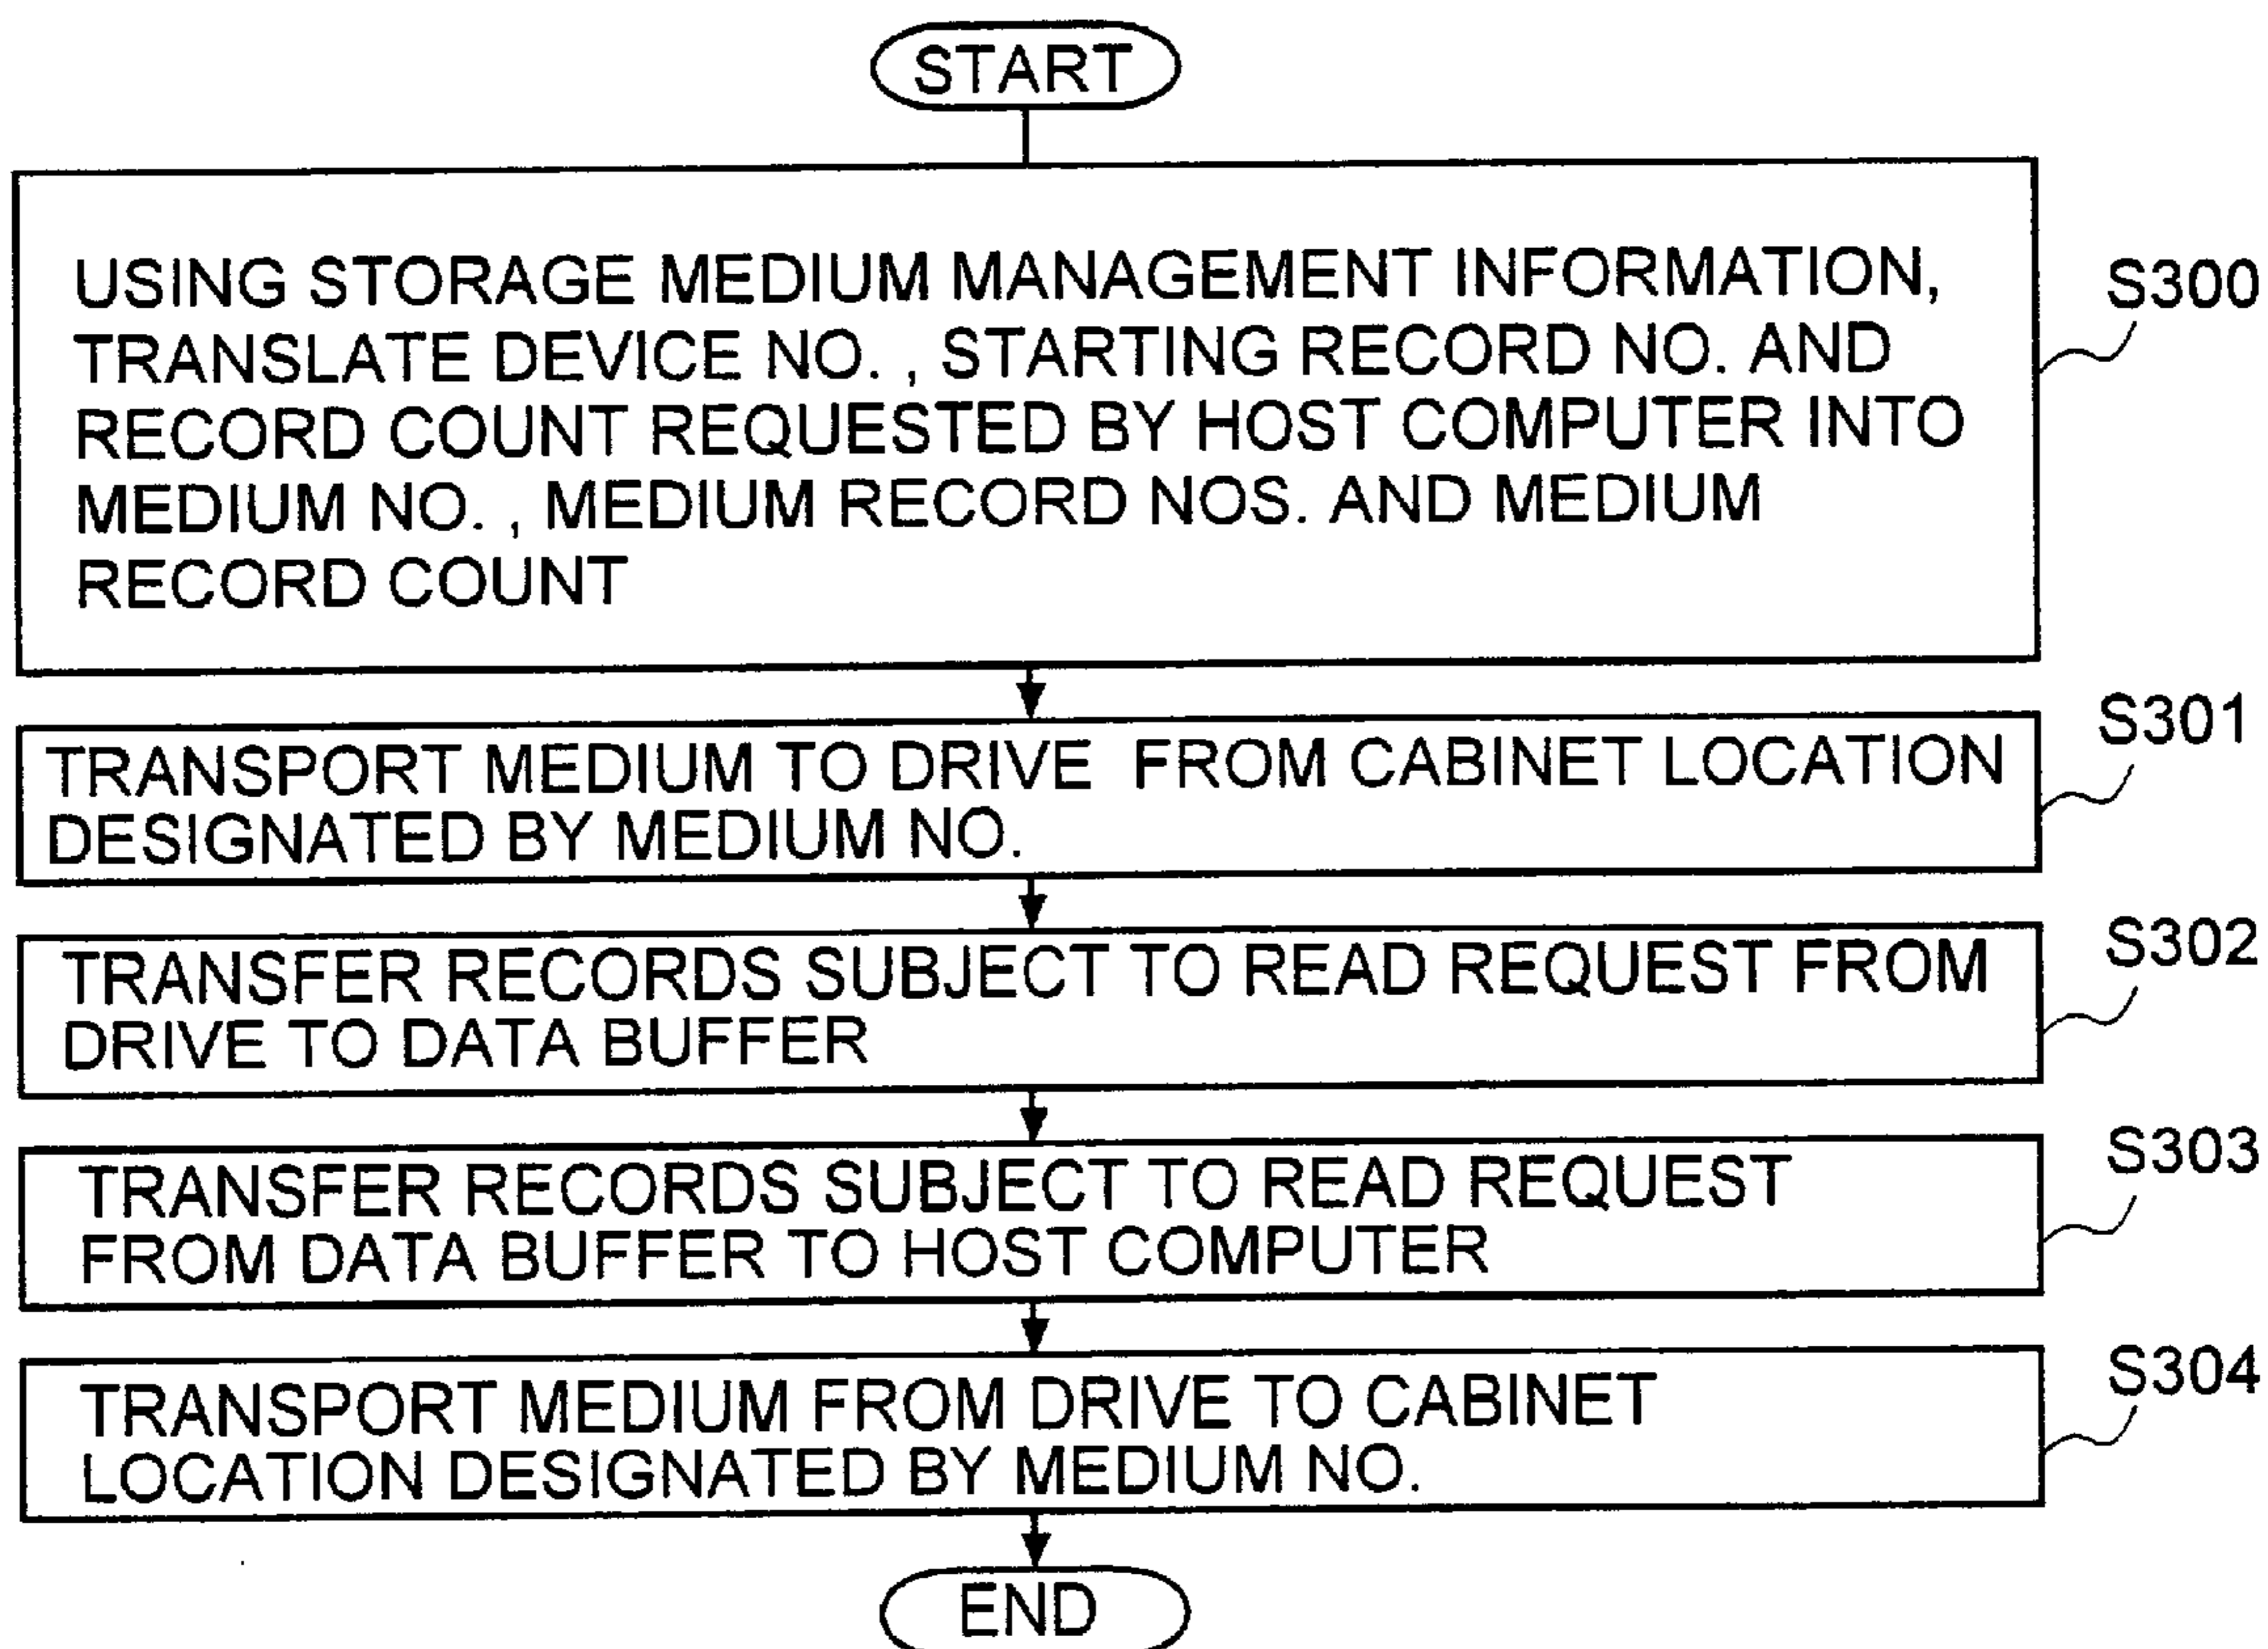 START
USING STORAGE MEDIUM MANAGEMENT INFORMATION,
TRANSLATE DEVICE NO. , STARTING RECORD NO. AND
RECORD COUNT REQUESTED BY HOST COMPUTER INTO
MEDIUM NO. , MEDIUM RECORD NOS. AND MEDIUM
RECORD COUNT
S300
TRANSPORT MEDIUM TO DRIVE FROM CABINET LOCATION
DESIGNATED BY MEDIUM NO.
S301
TRANSFER RECORDS SUBJECT TO READ REQUEST FROM
DRIVE TO DATA BUFFER
S302
TRANSFER RECORDS SUBJECT TO READ REQUEST
FROM DATA BUFFER TO HOST COMPUTER
S303
TRANSPORT MEDIUM FROM DRIVE TO CABINET
LOCATION DESIGNATED BY MEDIUM NO.
S304
END